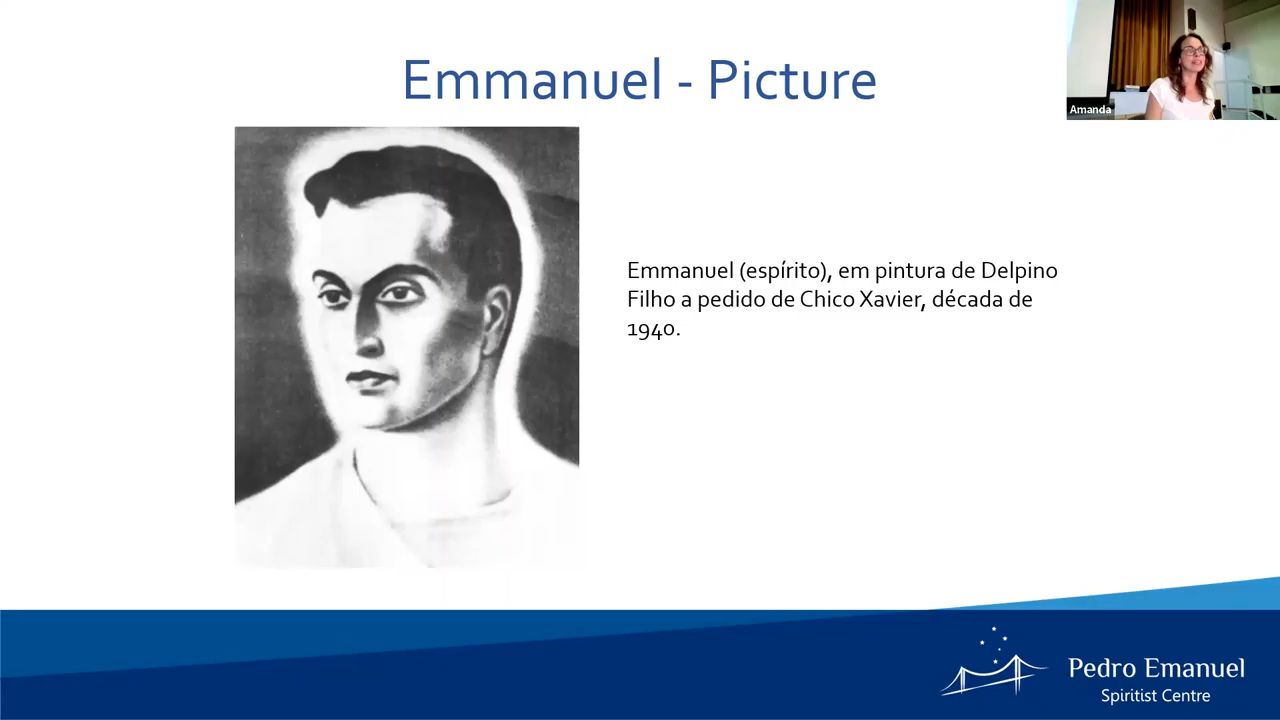 Emmanuel - Picture
Amanda
Emmanuel (espírito), em pintura de Delpino
Filho a pedido de Chico Xavier, década de
1940.
Pedro Emanuel
Spiritist Centre